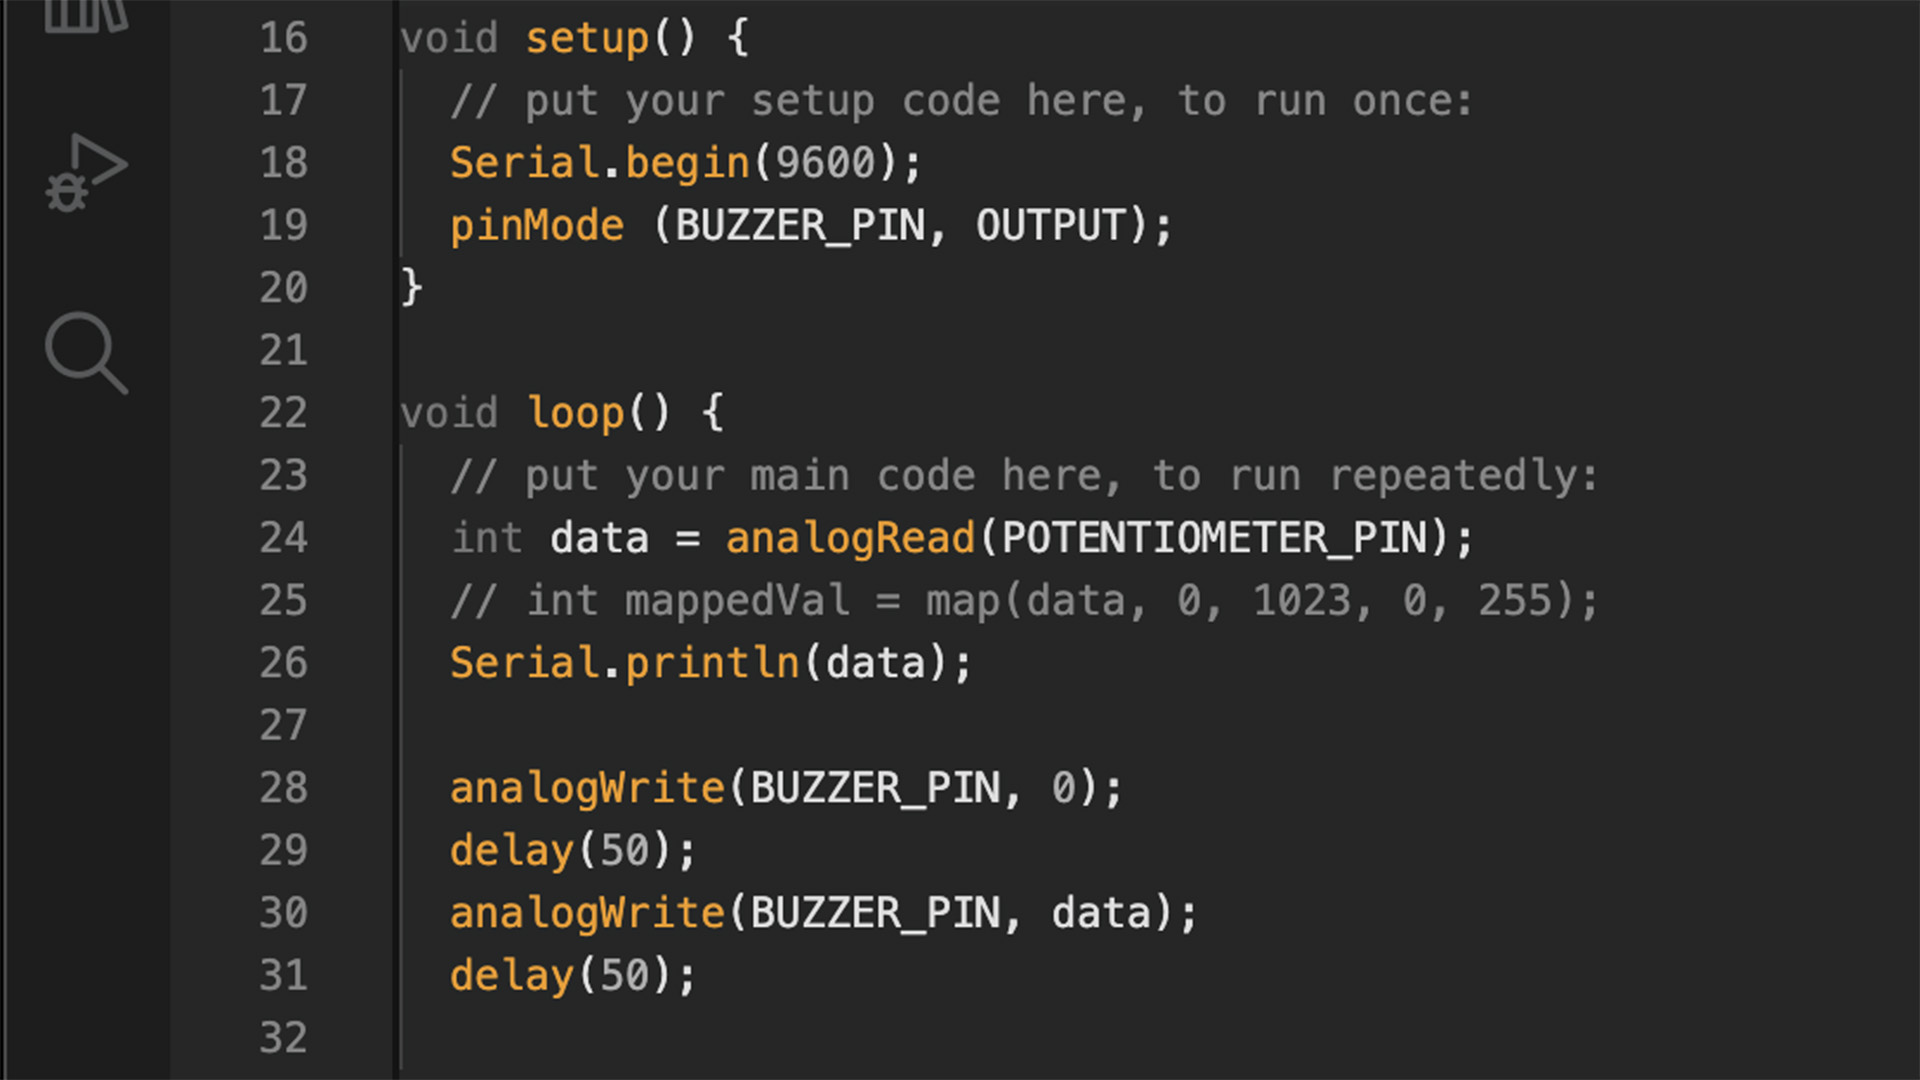 16 void setup() {
17 // put your setup code here, to run once:
18 Serial.begin(9600);
19 pinMode (BUZZER_PIN, OUTPUT);
20 }
21
22 void loop() {
23 // put your main code here, to run repeatedly:
24 int data = analogRead(POTENTIOMETER_PIN);
25 // int mappedVal = map(data, 0, 1023, 0, 255);
26 Serial.println(data);
27
28 analogWrite(BUZZER_PIN, 0);
29 delay(50);
30 analogWrite(BUZZER_PIN, data);
31 delay(50);
32